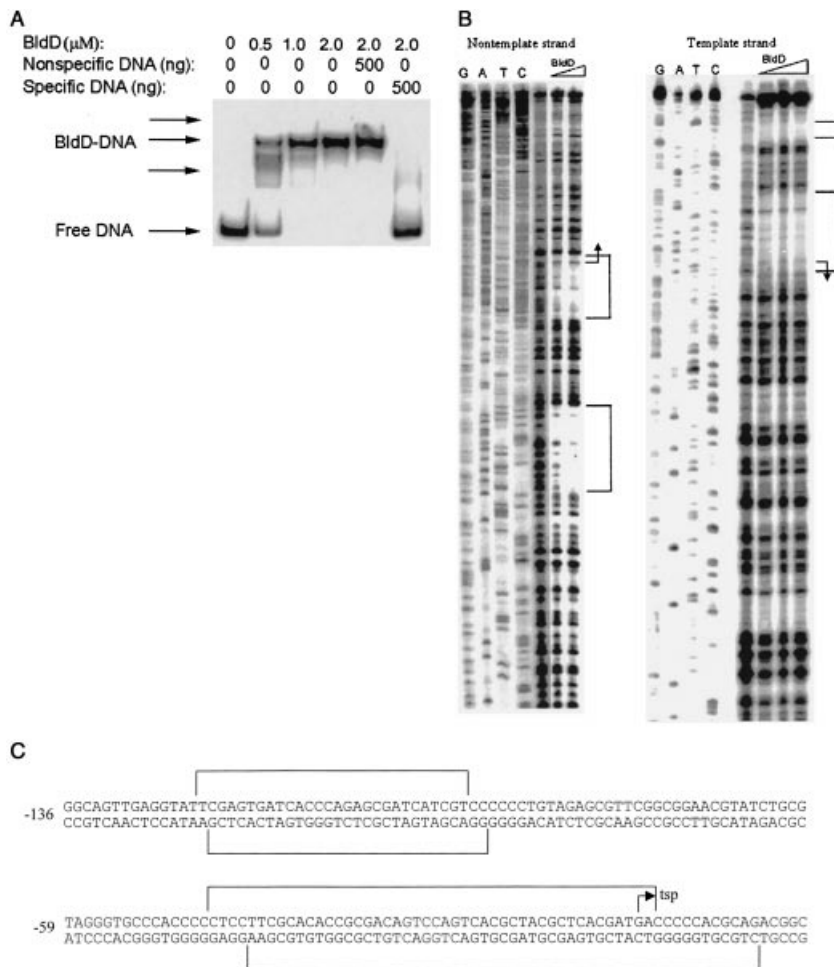 A
BldD(μM): 0 0.5 1.0 2.0 2.0 2.0
Nonspecific DNA (ng): 0 0 0 0 500 0
Specific DNA (ng): 0 0 0 0 0 500
BldD-DNA
Free DNA
B
Nontemplate strand
BldD
G A T C
Template strand
BldD
G A T C
C
-136
GGCAGTTGAGGTATTCGAGTGATCACCCAGAGCGATCATCGTCCCCCCTGTAGAGCGTTCGGCGGAACGTATCTGCG
CCGTCAACTCCATAAGCTCACTAGTGGGTCTCGCTAGTAGCAGGGGGGACATCTCGCAAGCCGCCTTGCATAGACGC
tsp
-59
TAGGGTGCCCACCCCCTCCTTCGCACACCGCGACAGTCCAGTCACGCTACGCTCACGATGACCCCCACGCAGACGGC
ATCCCACGGGTGGGGGAGGAAGCGTGTGGCGCTGTCAGGTCAGTGCGATGCGAGTGCTACTGGGGGTGCGTCTGCCG